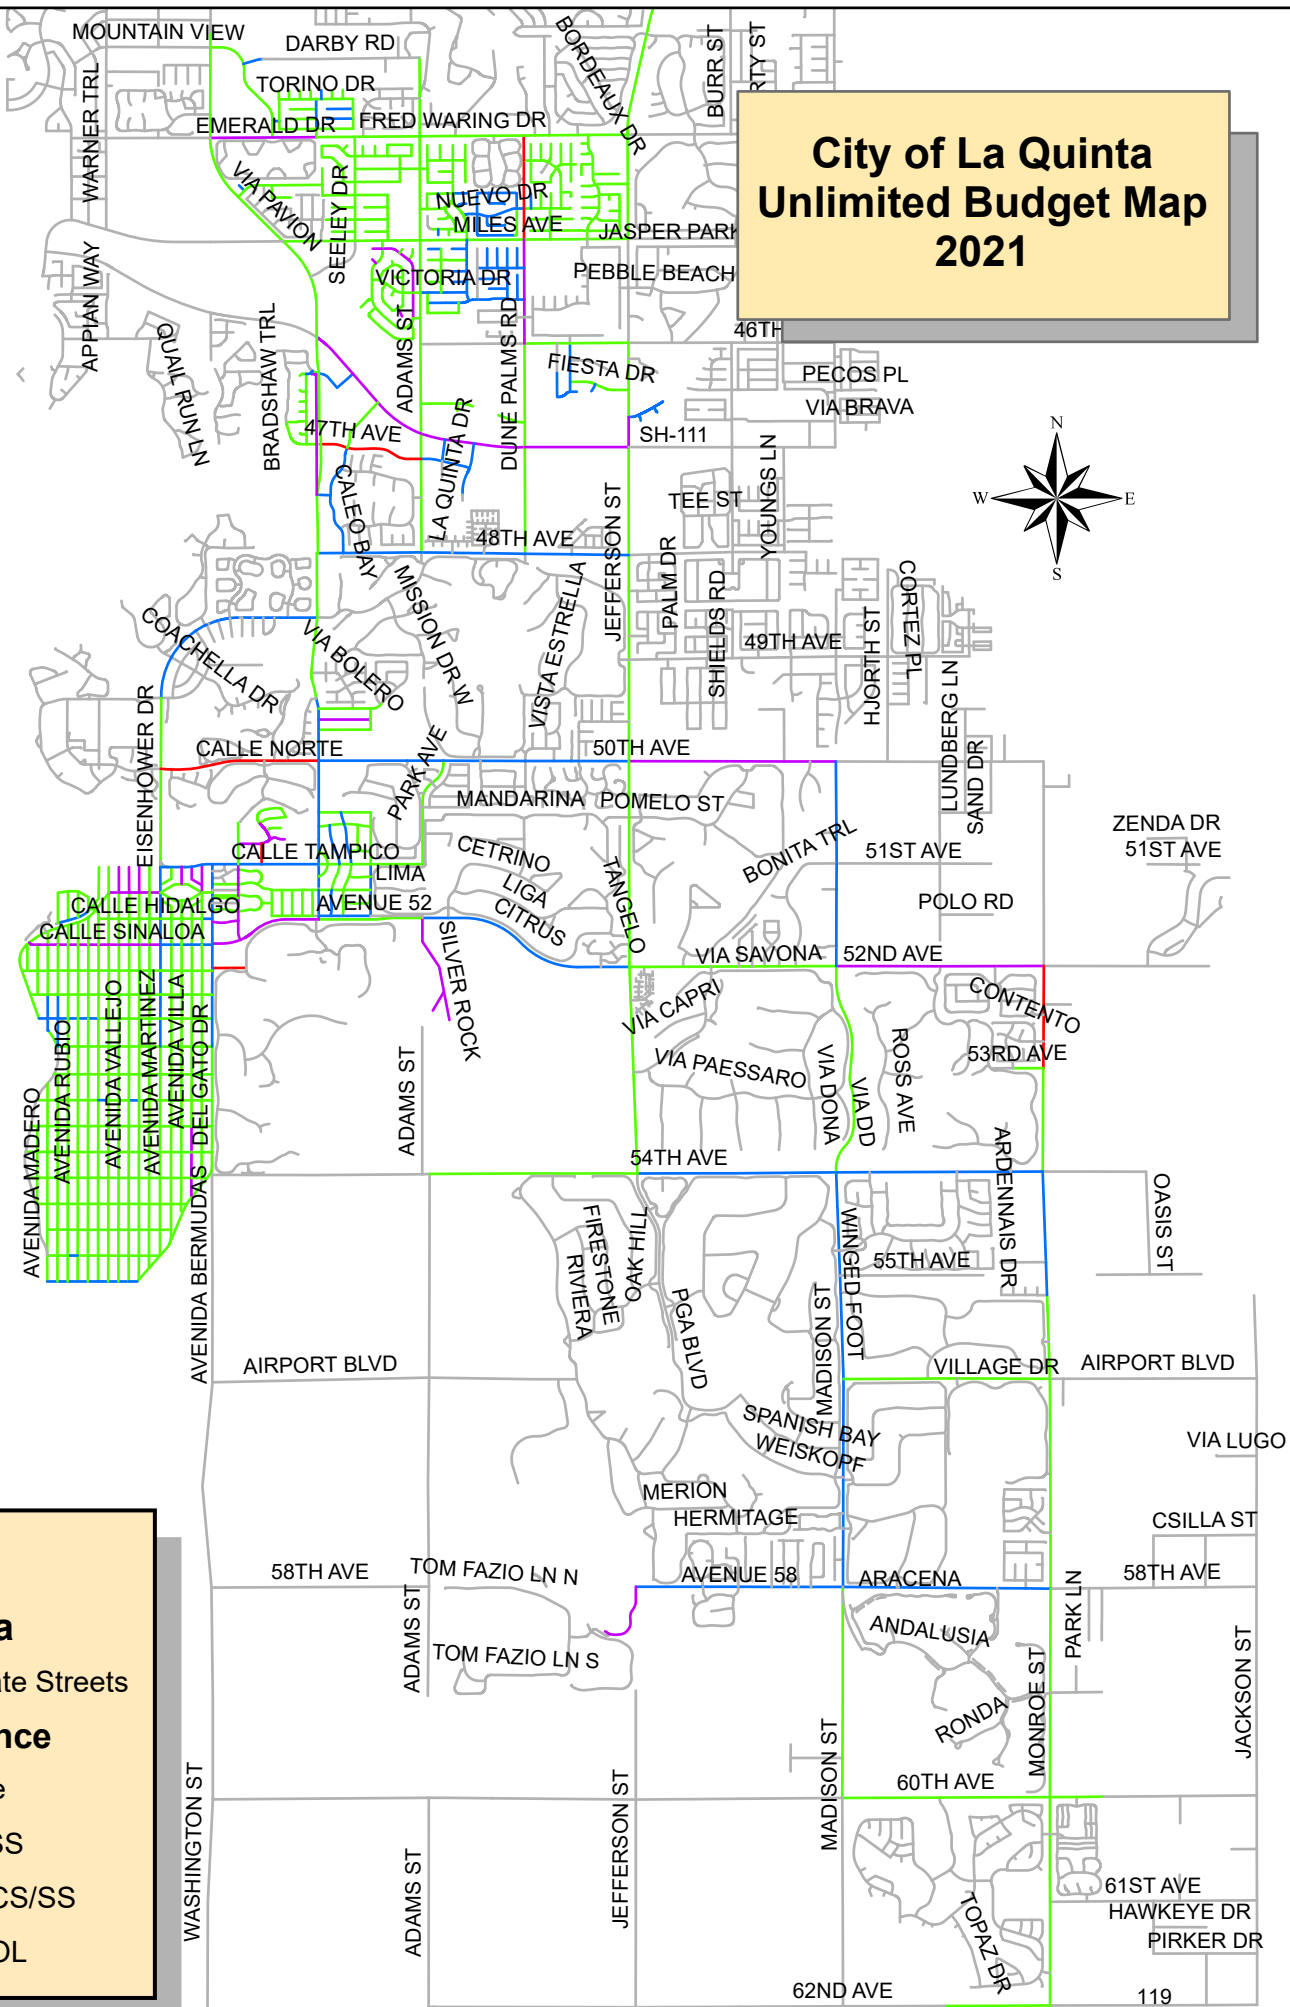 MOUNTAIN VIEW
DARBY RD
BORDEAUX DR
BURR ST
RTY ST
WARNER TRL
TORINO DR
EMERALD DR
FRED WARING DR
City of La Quinta
Unlimited Budget Map
2021
VIA PAVION
SEELEY DR
NUEVO DR
MILES AVE
JASPER PARK
APPIAN WAY
VICTORIA DR
PEBBLE BEACH
46TH
QUAIL RUN LN
BRADSHAW TRL
ADAMS ST
DUNE PALMS RD
FIESTA DR
PECOS PL
VIA BRAVA
47TH AVE
LA QUINTA DR
SH-111
N
W
E
S
CALEO BAY
TEE ST
YOUNGS LN
JEFFERSON ST
48TH AVE
PALM DR
SHIELDS RD
CORTEZ PL
MISSION DR W
VISTA ESTRELLA
COACHELLA DR
VIA BOLERO
49TH AVE
HJORTH ST
LUNDBERG LN
SAND DR
EISENHOWER DR
CALLE NORTE
PARK AVE
50TH AVE
MANDARINA
POMELO ST
BONITA TRL
ZENDA DR
51ST AVE
51ST AVE
CALLE TAMPICO
CETRINO
LIMA
LIGA
TANGELO
POLO RD
CALLE HIDALGO
AVENUE 52
CITRUS
CALLE SINALOA
SILVER ROCK
VIA SAVONA
52ND AVE
VIA CAPRI
CONTENTO
AVENIDA VALLEJO
AVENIDA MARTINEZ
AVENIDA VILLA
DEL GATO DR
AVENIDA RUBIO
AVENIDA MADERO
ADAMS ST
VIA PAESSARO
VIA DONA
VIA DD
ROSS AVE
53RD AVE
54TH AVE
ARDENNAIS DR
OASIS ST
AVENIDA BERMUDAS
FIRESTONE
RIVIERA
OAK HILL
WINGED FOOT
55TH AVE
PGA BLVD
MADISON ST
AIRPORT BLVD
VILLAGE DR
AIRPORT BLVD
SPANISH BAY
WEISKOPF
VIA LUGO
MERION
HERMITAGE
CSILLA ST
58TH AVE
TOM FAZIO LN N
AVENUE 58
ARACENA
58TH AVE
ADAMS ST
ANDALUSIA
PARK LN
TOM FAZIO LN S
RONDA
MONROE ST
JACKSON ST
a
ate Streets
nce
e
SS
CS/SS
OL
WASHINGTON ST
ADAMS ST
JEFFERSON ST
MADISON ST
60TH AVE
61ST AVE
HAWKEYE DR
PIRKER DR
TOPAZ DR
62ND AVE
119